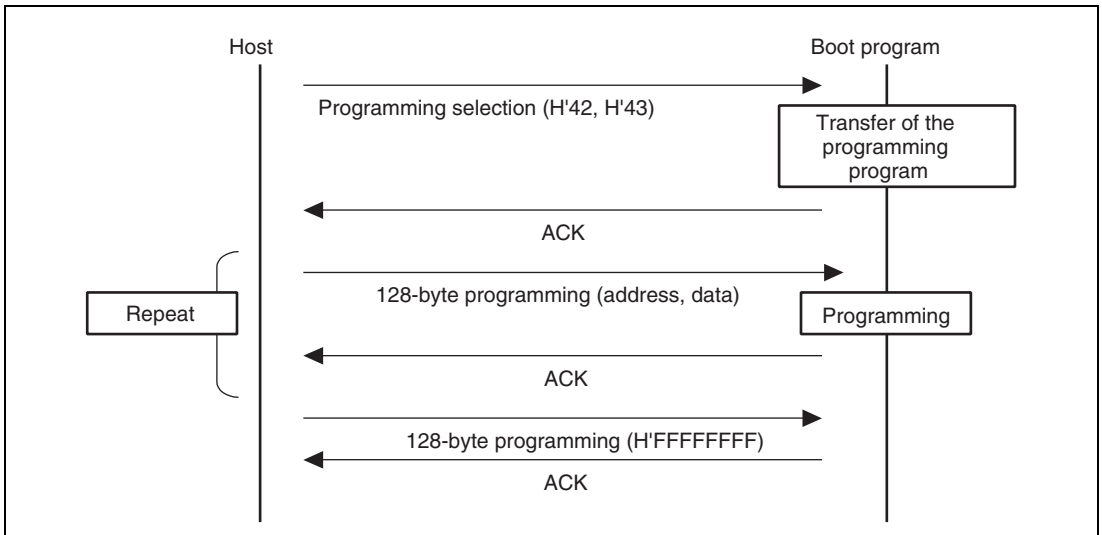 Host
Boot program
Programming selection (H'42, H'43)
Transfer of the
programming
program
ACK
128-byte programming (address, data)
Repeat
Programming
ACK
128-byte programming (H'FFFFFFFF)
ACK